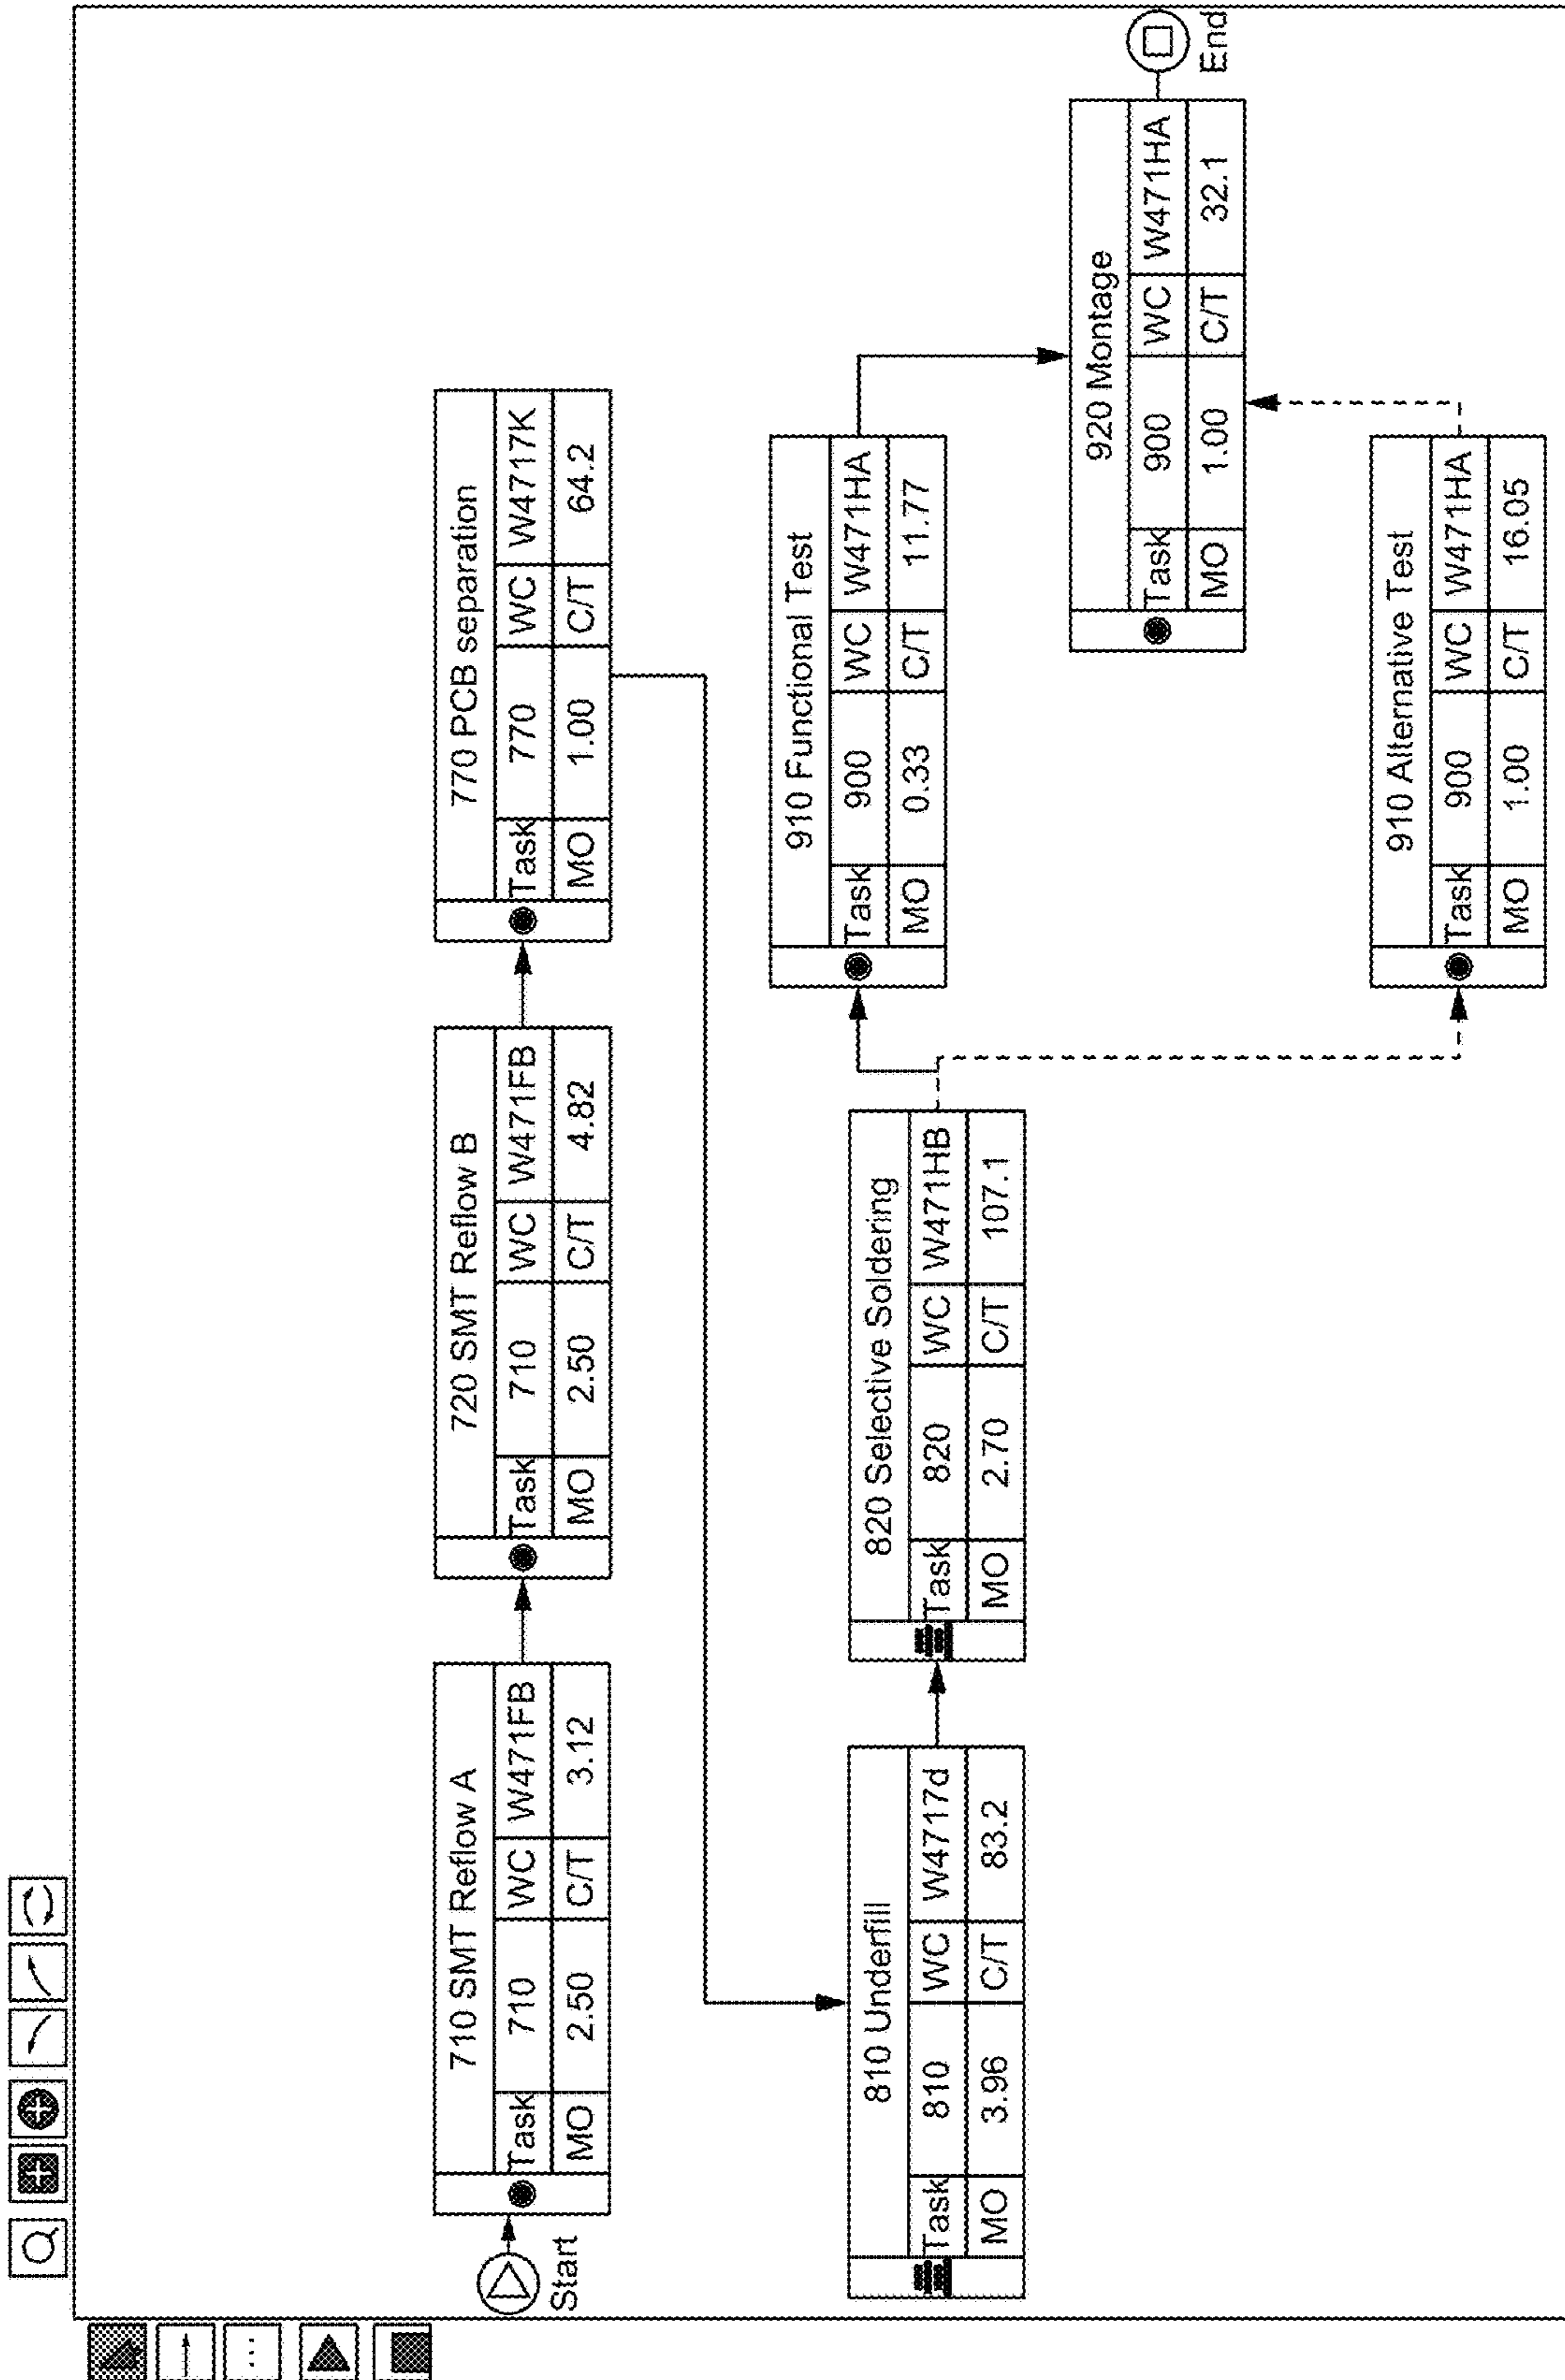 Start
710 SMT Reflow A
Task 710 WC W471FB
MO 2.50 C/T 3.12
720 SMT Reflow B
Task 710 WC W471FB
MO 2.50 C/T 4.82
770 PCB separation
Task 770 WC W4717K
MO 1.00 C/T 64.2
810 Underfill
Task 810 WC W4717d
MO 3.96 C/T 83.2
820 Selective Soldering
Task 820 WC W471HB
MO 2.70 C/T 107.1
910 Functional Test
Task 900 WC W471HA
MO 0.33 C/T 11.77
920 Montage
Task 900 WC W471HA
MO 1.00 C/T 32.1
End
910 Alternative Test
Task 900 WC W471HA
MO 1.00 C/T 16.05